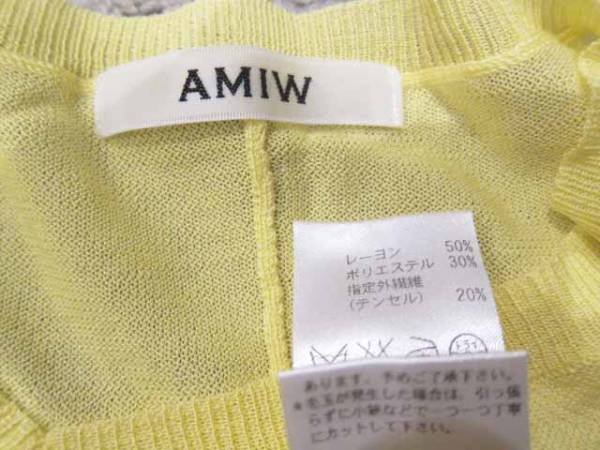 AMIW
レーヨン 50%
ポリエステル 30%
指定外繊維
(テンセル) 20%
ドライ
あります。予めご了承下さい。
*毛玉が発生した場合は、引っ張
らずに小鋏などで一つ一つ丁寧
にカットして下さい。